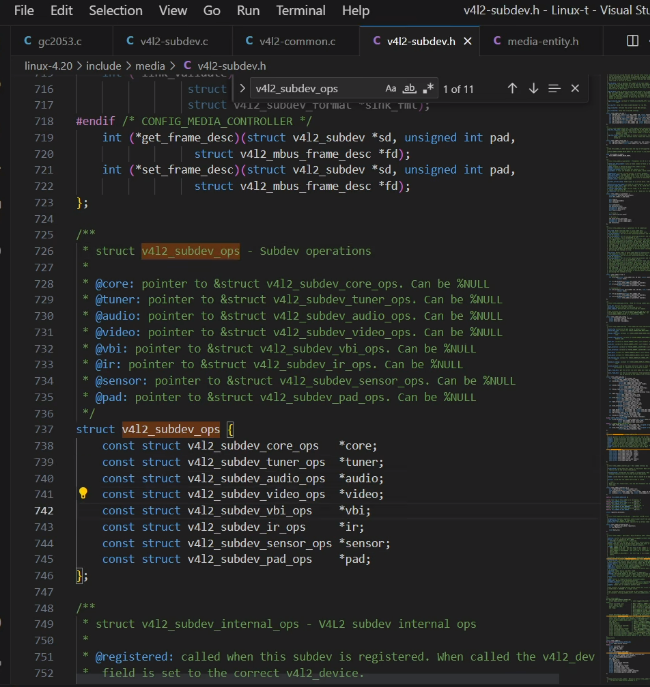 File Edit Selection View Go Run Terminal Help v4l2-subdev.h - Linux-t - Visual Stu
C gc2053.c C v4l2-subdev.c C v4l2-common.c C v4l2-subdev.h × C media-entity.h
linux-4.20 > include > media > C v4l2-subdev.h
v4l2_subdev_ops Aa ab 1 of 11
716 struct
717 struct v4l2_subdev_format *sink_fmt);
718 #endif /* CONFIG_MEDIA_CONTROLLER */
719 int (*get_frame_desc)(struct v4l2_subdev *sd, unsigned int pad,
720 struct v4l2_mbus_frame_desc *fd);
721 int (*set_frame_desc)(struct v4l2_subdev *sd, unsigned int pad,
722 struct v4l2_mbus_frame_desc *fd);
723 };
724
725 /**
726 * struct v4l2_subdev_ops - Subdev operations
727 *
728 * @core: pointer to &struct v4l2_subdev_core_ops. Can be %NULL
729 * @tuner: pointer to &struct v4l2_subdev_tuner_ops. Can be %NULL
730 * @audio: pointer to &struct v4l2_subdev_audio_ops. Can be %NULL
731 * @video: pointer to &struct v4l2_subdev_video_ops. Can be %NULL
732 * @vbi: pointer to &struct v4l2_subdev_vbi_ops. Can be %NULL
733 * @ir: pointer to &struct v4l2_subdev_ir_ops. Can be %NULL
734 * @sensor: pointer to &struct v4l2_subdev_sensor_ops. Can be %NULL
735 * @pad: pointer to &struct v4l2_subdev_pad_ops. Can be %NULL
736 */
737 struct v4l2_subdev_ops {
738 const struct v4l2_subdev_core_ops *core;
739 const struct v4l2_subdev_tuner_ops *tuner;
740 const struct v4l2_subdev_audio_ops *audio;
741 const struct v4l2_subdev_video_ops *video;
742 const struct v4l2_subdev_vbi_ops *vbi;
743 const struct v4l2_subdev_ir_ops *ir;
744 const struct v4l2_subdev_sensor_ops *sensor;
745 const struct v4l2_subdev_pad_ops *pad;
746 };
747
748 /**
749 * struct v4l2_subdev_internal_ops - V4L2 subdev internal ops
750 *
751 * @registered: called when this subdev is registered. When called the v4l2_dev
752 * field is set to the correct v4l2_device.